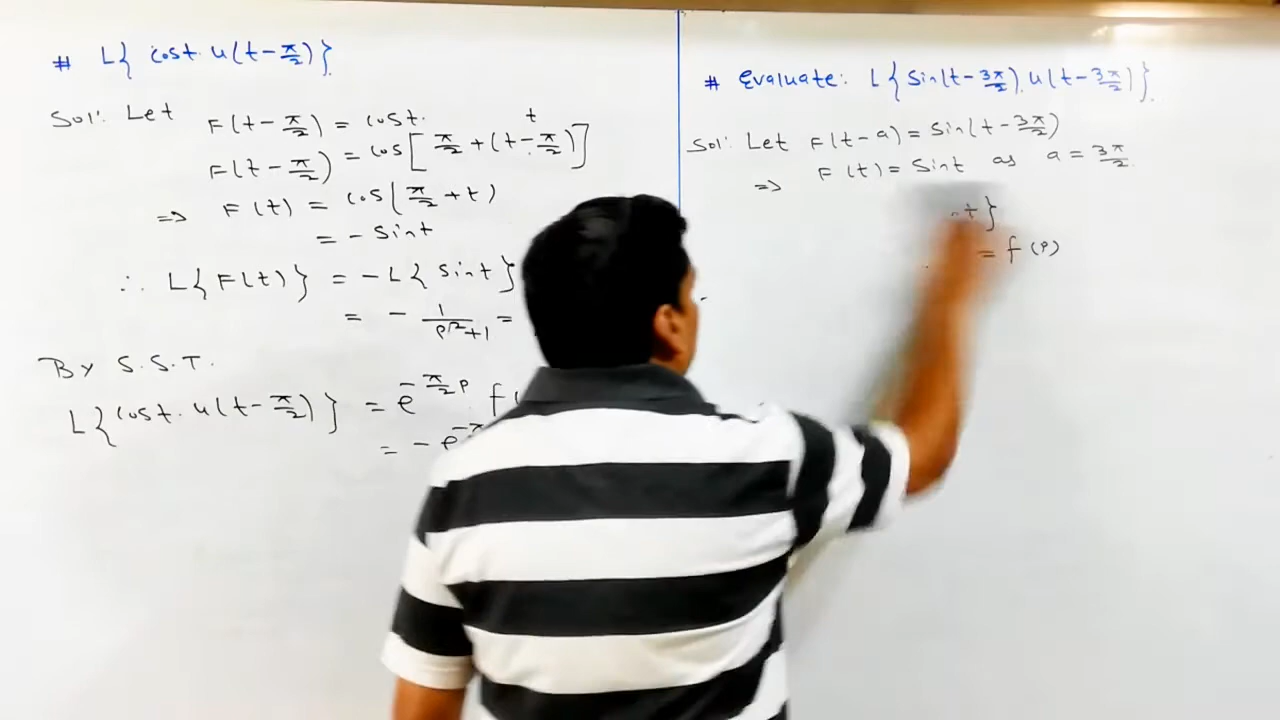 # L{ cost. u(t-π/2)}
Sol: Let F(t-π/2) = cost.
t
F(t-π/2) = cos[π/2+(t-π/2)]
=> F(t) = cos(π/2+t)
= - sint
∴ L{F(t)} = -L{ sint}
= - 1/(p²+1) =
By S.S.T.
L{cost. u(t-π/2)} = e^(-π/2 p) f(
= - e
# Evaluate: L{sin(t-3π/2).u(t-3π/2)}
Sol: Let F(t-a) = sin(t-3π/2)
=> F(t) = sint as a = 3π/2
t}
= f(p)